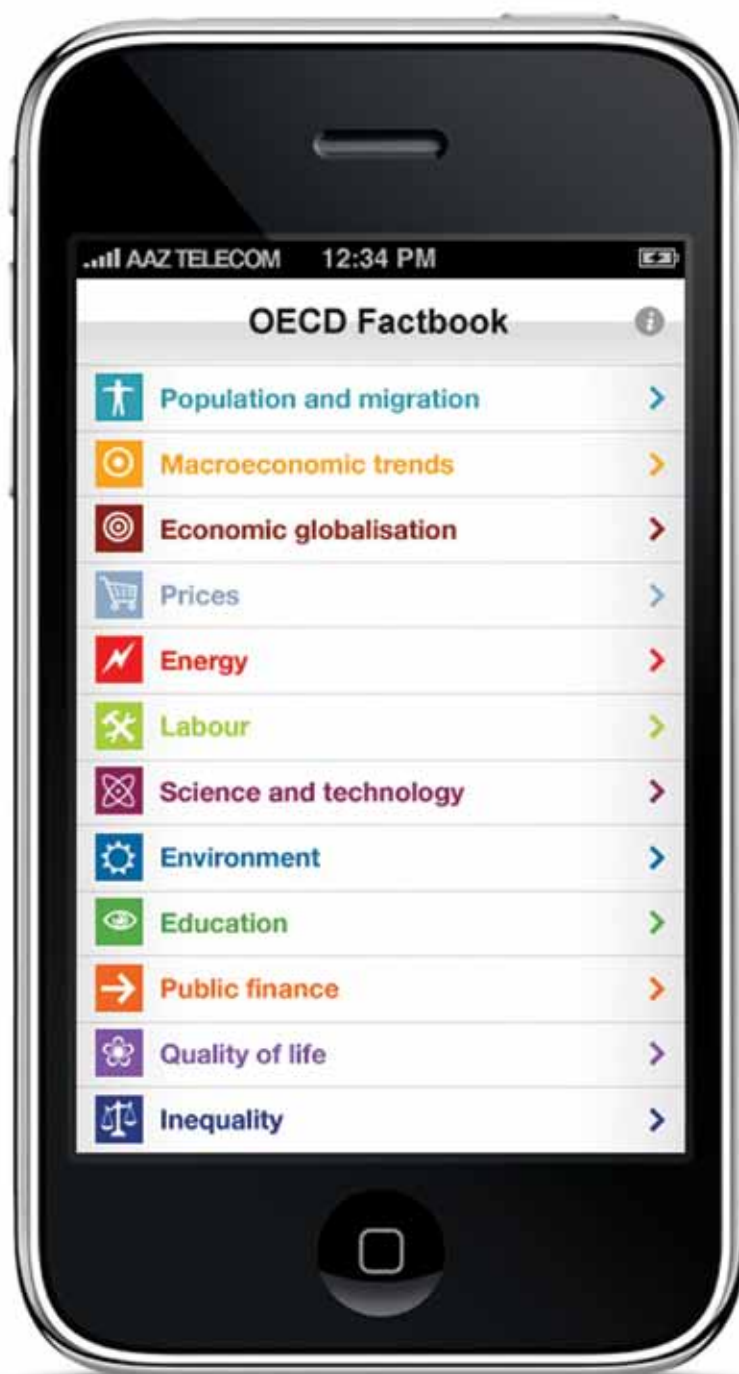 AAZ TELECOM 12:34 PM
OECD Factbook
Population and migration
Macroeconomic trends
Economic globalisation
Prices
Energy
Labour
Science and technology
Environment
Education
Public finance
Quality of life
Inequality